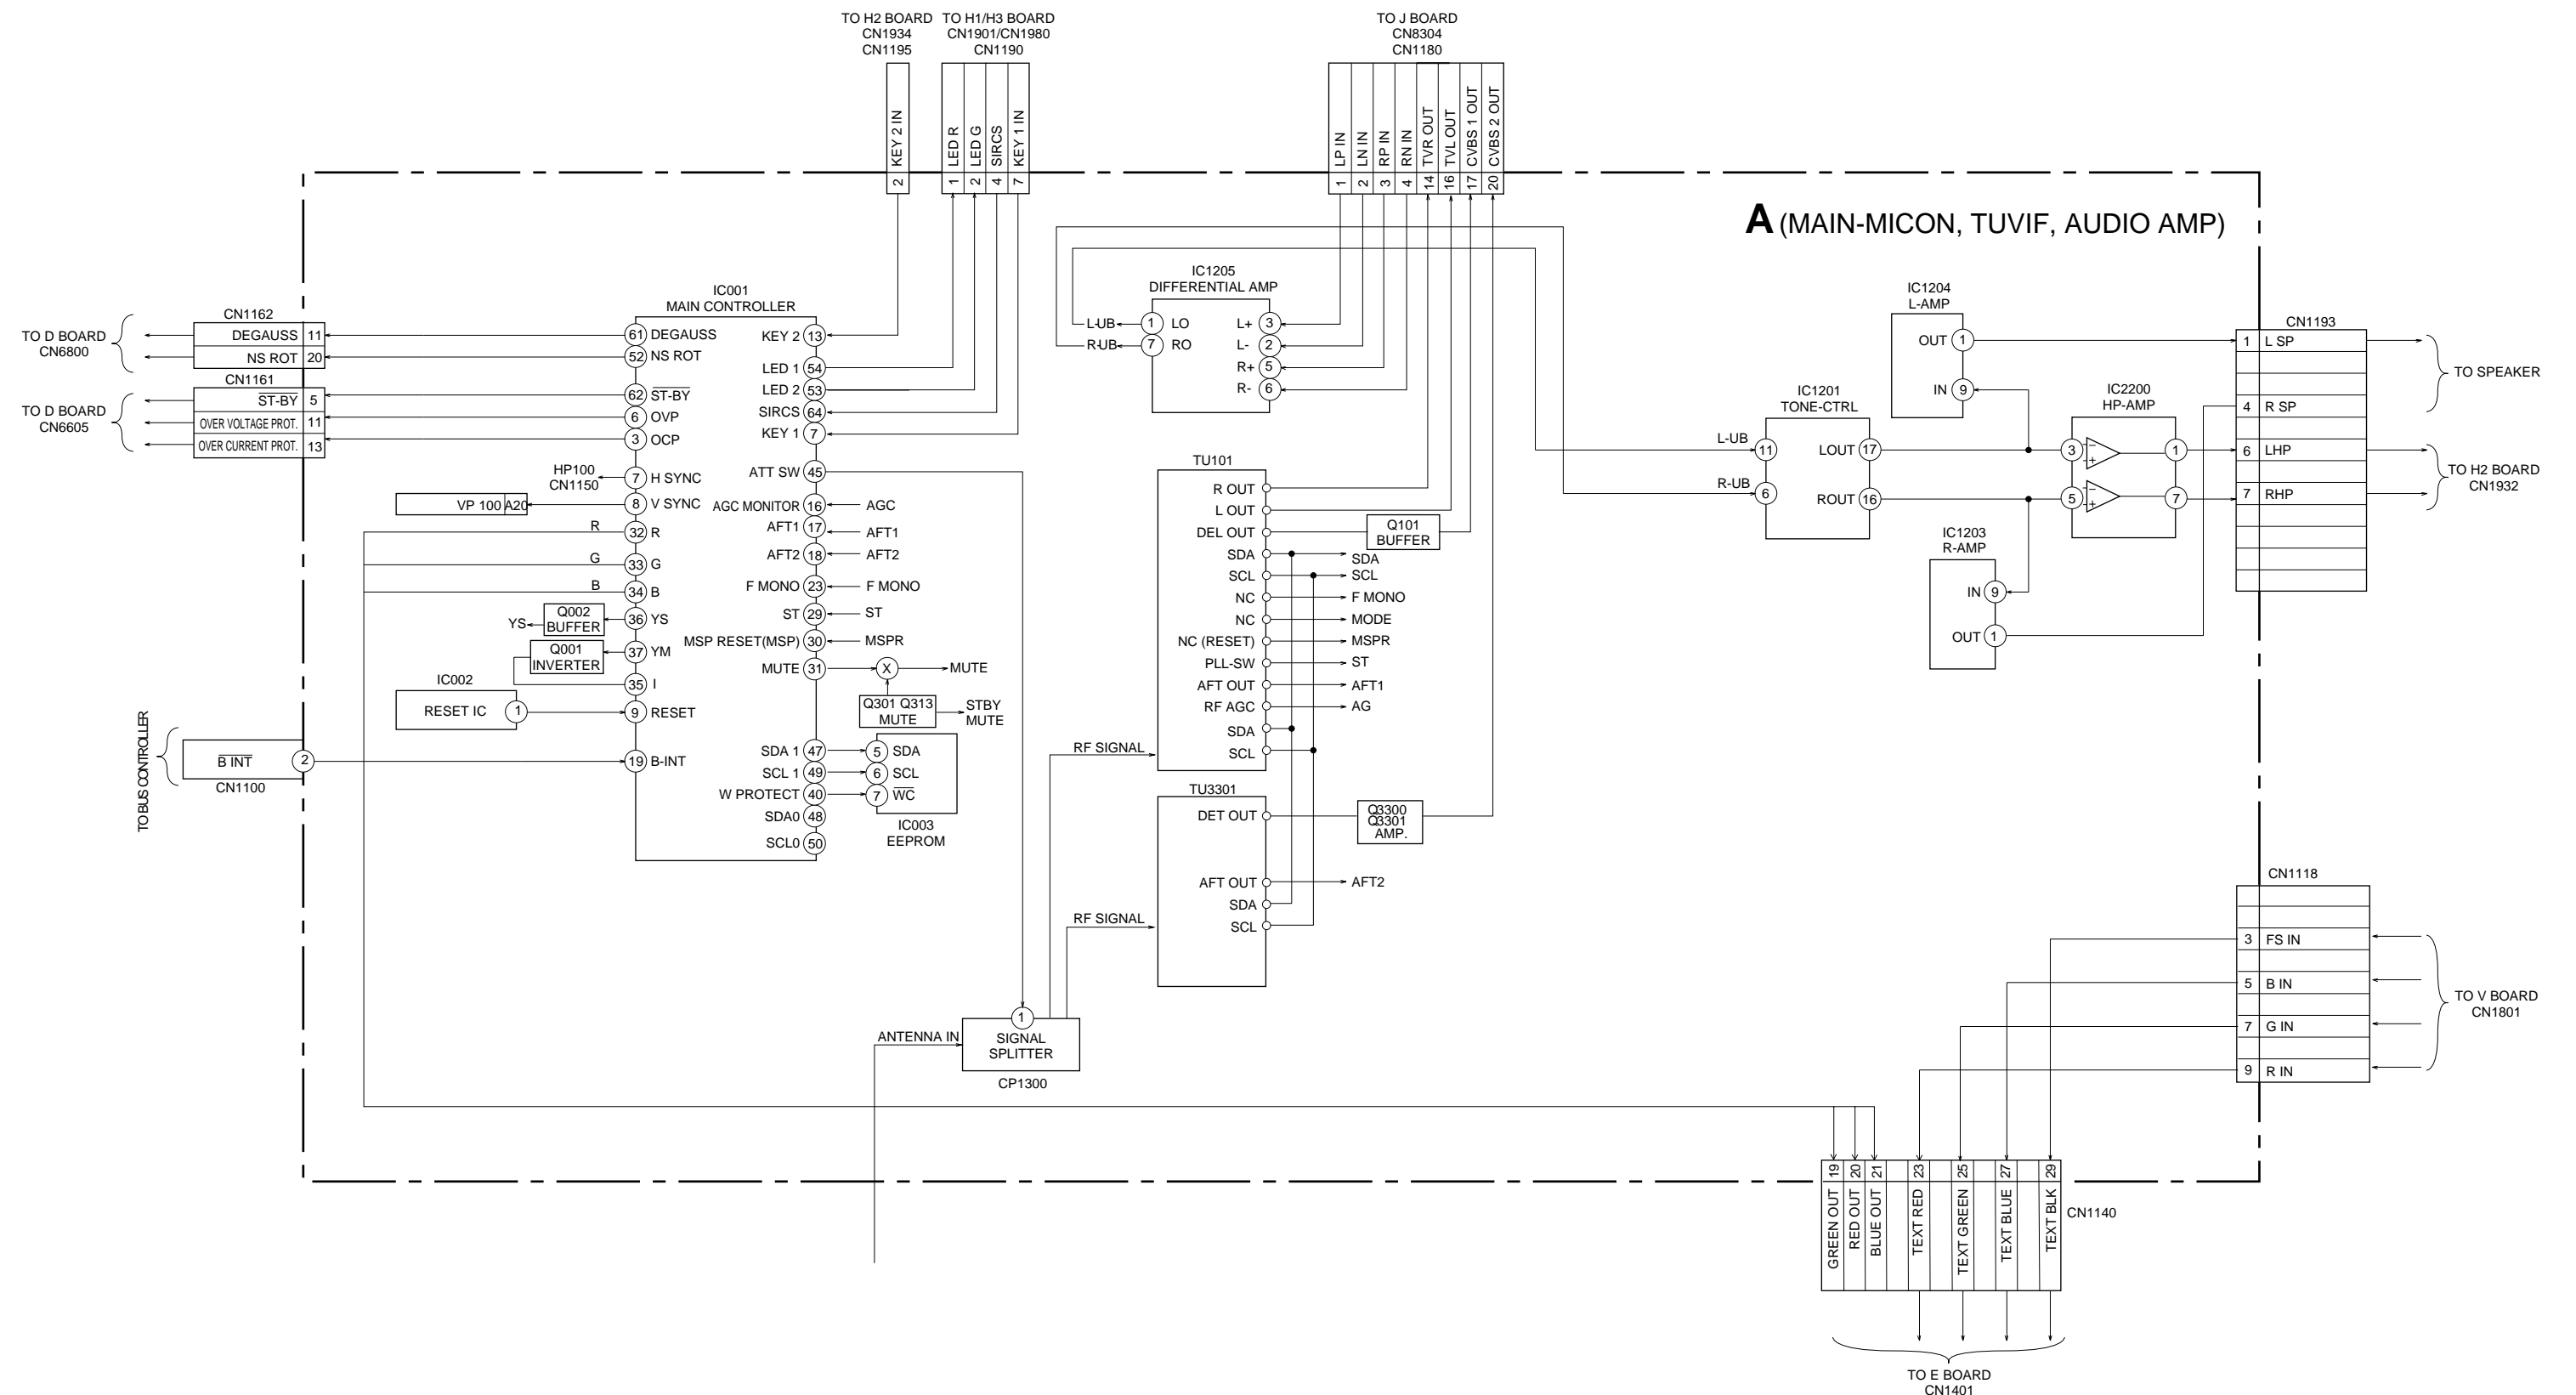 TO H2 BOARD
CN1934
CN1195
2 KEY 2 IN
TO H1/H3 BOARD
CN1901/CN1980
CN1190
1 LED R
2 LED G
4 SIRCS
7 KEY 1 IN
TO J BOARD
CN8304
CN1180
1 LP IN
2 LN IN
3 RP IN
4 RN IN
14 TVR OUT
16 TVL OUT
17 CVBS 1 OUT
20 CVBS 2 OUT
A (MAIN-MICON, TUVIF, AUDIO AMP)
TO D BOARD
CN6800
CN1162
DEGAUSS 11
NS ROT 20
TO D BOARD
CN6605
CN1161
ST-BY 5
OVER VOLTAGE PROT. 11
OVER CURRENT PROT. 13
HP100
CN1150
VP 100 A20
R
G
B
YS
Q002
BUFFER
Q001
INVERTER
IC002
RESET IC 1
TO BUS CONTROLLER
B INT 2
CN1100
IC001
MAIN CONTROLLER
61 DEGAUSS
52 NS ROT
62 ST-BY
6 OVP
3 OCP
7 H SYNC
8 V SYNC
32 R
33 G
34 B
36 YS
37 YM
35 I
9 RESET
19 B-INT
KEY 2 13
LED 1 54
LED 2 53
SIRCS 64
KEY 1 7
ATT SW 45
AGC MONITOR 16 AGC
AFT1 17 AFT1
AFT2 18 AFT2
F MONO 23 F MONO
ST 29 ST
MSP RESET(MSP) 30 MSPR
MUTE 31 X MUTE
Q301 Q313
MUTE
STBY
MUTE
SDA 1 47 5 SDA
SCL 1 49 6 SCL
W PROTECT 40 7 WC
SDA0 48
SCL0 50
IC003
EEPROM
IC1205
DIFFERENTIAL AMP
L-UB 1 LO L+ 3
R-UB 7 RO L- 2
R+ 5
R- 6
TU101
R OUT
L OUT
DEL OUT
Q101
BUFFER
SDA SDA
SCL SCL
NC F MONO
NC MODE
NC (RESET) MSPR
PLL-SW ST
AFT OUT AFT1
RF AGC AG
SDA
SCL
RF SIGNAL
TU3301
DET OUT
Q3300
Q3301
AMP.
AFT OUT AFT2
SDA
SCL
RF SIGNAL
ANTENNA IN
1
SIGNAL
SPLITTER
CP1300
IC1204
L-AMP
OUT 1
IN 9
IC1201
TONE-CTRL
L-UB 11 LOUT 17
R-UB 6 ROUT 16
IC2200
HP-AMP
3 - + 1
5 - + 7
IC1203
R-AMP
IN 9
OUT 1
CN1193
1 L SP
4 R SP
6 LHP
7 RHP
TO SPEAKER
TO H2 BOARD
CN1932
CN1118
3 FS IN
5 B IN
7 G IN
9 R IN
TO V BOARD
CN1801
19 GREEN OUT
20 RED OUT
21 BLUE OUT
23 TEXT RED
25 TEXT GREEN
27 TEXT BLUE
29 TEXT BLK
CN1140
TO E BOARD
CN1401